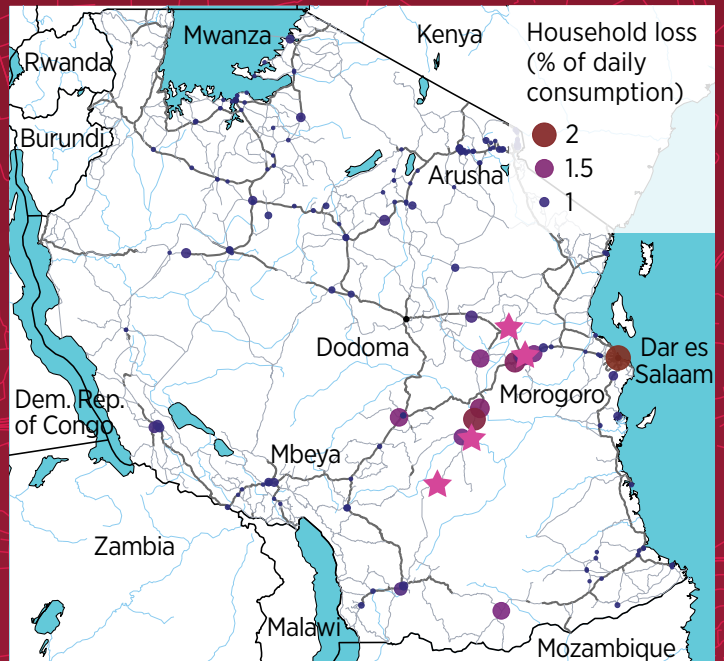 Mwanza
Kenya
Household loss
(% of daily
consumption)
2
1.5
1
Rwanda
Burundi
Arusha
Dodoma
Dar es
Salaam
Morogoro
Dem. Rep.
of Congo
Mbeya
Zambia
Malawi
Mozambique